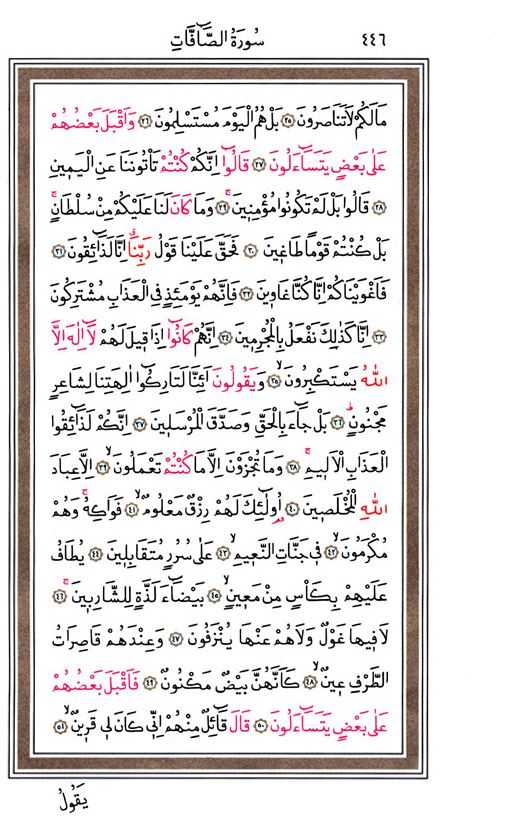 ٤٤٦ سُورَةُ الصَّٓافَّاتِ
مَالَكُمْ لَاتَنَاصَرُونَ ﴿٢٥﴾ بَلْ هُمُ الْيَوْمَ مُسْتَسْلِمُونَ ﴿٢٦﴾ وَاَقْبَلَ بَعْضُهُمْ
عَلٰى بَعْضٍ يَتَسَٓاءَلُونَ ﴿٢٧﴾ قَالُٓوا اِنَّكُمْ كُنْتُمْ تَأْتُونَنَا عَنِ الْيَمٖينِ
﴿٢٨﴾ قَالُوا بَلْ لَمْ تَكُونُوا مُؤْمِنٖينَۚ ﴿٢٩﴾ وَمَا كَانَ لَنَا عَلَيْكُمْ مِنْ سُلْطَانٍۚ
بَلْ كُنْتُمْ قَوْمًا طَاغٖينَ ﴿٣٠﴾ فَحَقَّ عَلَيْنَا قَوْلُ رَبِّنَاۗ اِنَّا لَذَٓائِقُونَ ﴿٣١﴾
فَاَغْوَيْنَاكُمْ اِنَّا كُنَّا غَاوٖينَ ﴿٣٢﴾ فَاِنَّهُمْ يَوْمَئِذٍ فِى الْعَذَابِ مُشْتَرِكُونَ
﴿٣٣﴾ اِنَّا كَذٰلِكَ نَفْعَلُ بِالْمُجْرِمٖينَ ﴿٣٤﴾ اِنَّهُمْ كَانُٓوا اِذَا قٖيلَ لَهُمْ لَٓا اِلٰهَ اِلَّا
اللّٰهُ يَسْتَكْبِرُونَۙ ﴿٣٥﴾ وَيَقُولُونَ اَئِنَّا لَتَارِكُٓوا اٰلِهَتِنَا لِشَاعِرٍ
مَجْنُونٍؕ ﴿٣٦﴾ بَلْ جَٓاءَ بِالْحَقِّ وَصَدَّقَ الْمُرْسَلٖينَ ﴿٣٧﴾ اِنَّكُمْ لَذَٓائِقُوا
الْعَذَابِ الْاَلٖيمِۚ ﴿٣٨﴾ وَمَا تُجْزَوْنَ اِلَّا مَا كُنْتُمْ تَعْمَلُونَۙ ﴿٣٩﴾ اِلَّا عِبَادَ
اللّٰهِ الْمُخْلَصٖينَ ﴿٤٠﴾ اُولٰٓئِكَ لَهُمْ رِزْقٌ مَعْلُومٌۙ ﴿٤١﴾ فَوَاكِهُۚ وَهُمْ
مُكْرَمُونَۙ ﴿٤٢﴾ فٖى جَنَّاتِ النَّعٖيمِۙ ﴿٤٣﴾ عَلٰى سُرُرٍ مُتَقَابِلٖينَ ﴿٤٤﴾ يُطَافُ
عَلَيْهِمْ بِكَأْسٍ مِنْ مَعٖينٍۙ ﴿٤٥﴾ بَيْضَٓاءَ لَذَّةٍ لِلشَّارِبٖينَۚ ﴿٤٦﴾
لَا فٖيهَا غَوْلٌ وَلَاهُمْ عَنْهَا يُنْزَفُونَ ﴿٤٧﴾ وَعِنْدَهُمْ قَاصِرَاتُ
الطَّرْفِ عٖينٌۙ ﴿٤٨﴾ كَاَنَّهُنَّ بَيْضٌ مَكْنُونٌ ﴿٤٩﴾ فَاَقْبَلَ بَعْضُهُمْ
عَلٰى بَعْضٍ يَتَسَٓاءَلُونَ ﴿٥٠﴾ قَالَ قَٓائِلٌ مِنْهُمْ اِنّٖى كَانَ لٖى قَرٖينٌۙ ﴿٥١﴾
يَقُولُ